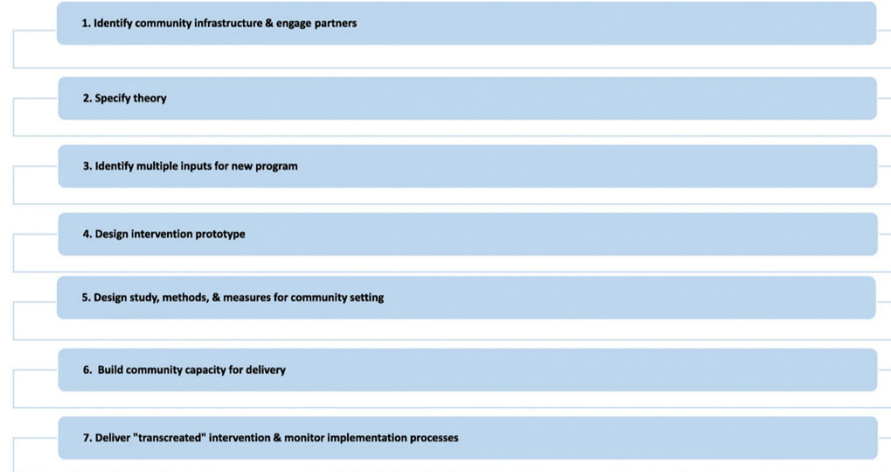 1. Identify community infrastructure & engage partners
2. Specify theory
3. Identify multiple inputs for new program
4. Design intervention prototype
5. Design study, methods, & measures for community setting
6.  Build community capacity for delivery
7. Deliver "transcreated" intervention & monitor implementation processes